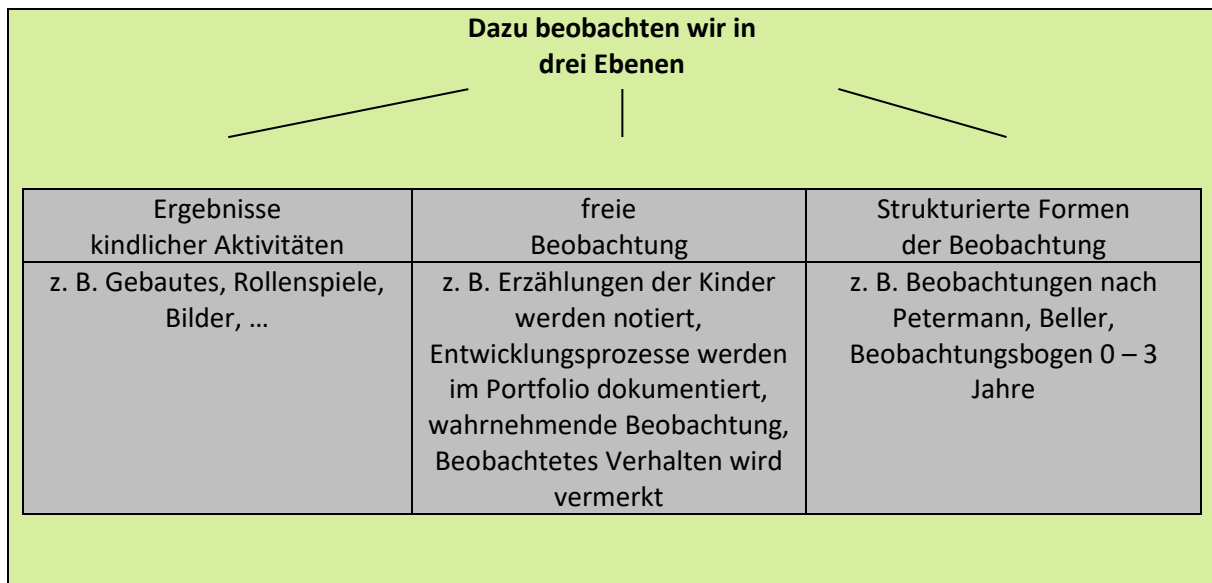 Dazu beobachten wir in
drei Ebenen
Ergebnisse
kindlicher Aktivitäten
freie
Beobachtung
Strukturierte Formen
der Beobachtung
z. B. Gebautes, Rollenspiele,
Bilder, …
z. B. Erzählungen der Kinder
werden notiert,
Entwicklungsprozesse werden
im Portfolio dokumentiert,
wahrnehmende Beobachtung,
Beobachtetes Verhalten wird
vermerkt
z. B. Beobachtungen nach
Petermann, Beller,
Beobachtungsbogen 0 – 3
Jahre